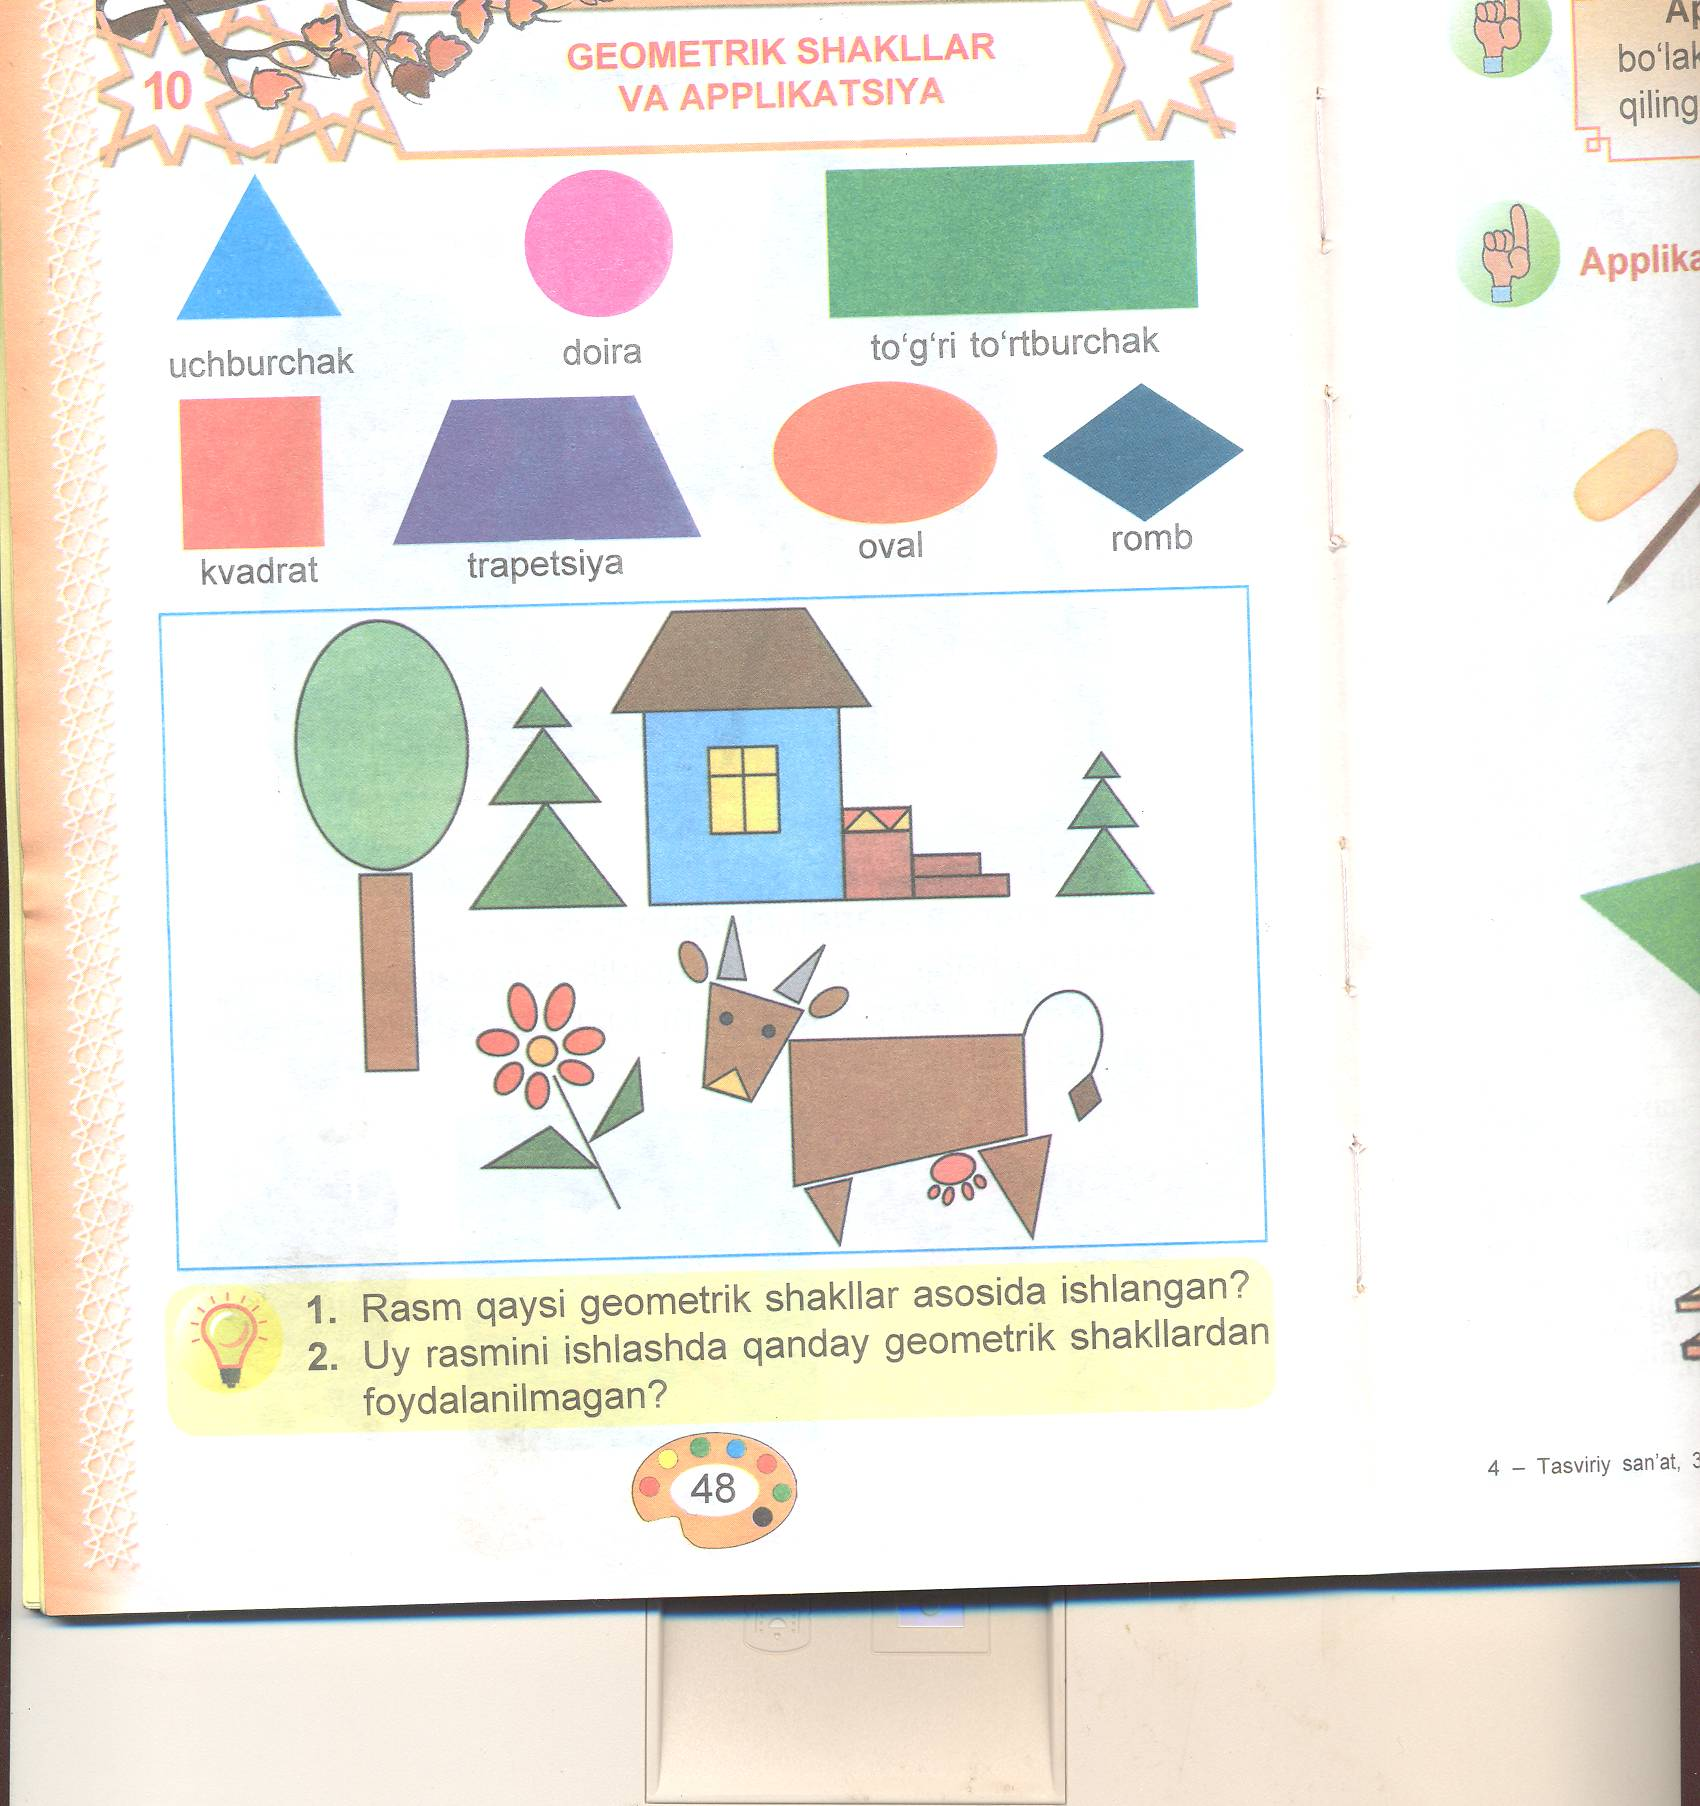 10
GEOMETRIK SHAKLLAR
VA APPLIKATSIYA
uchburchak
doira
to‘g‘ri to‘rtburchak
kvadrat
trapetsiya
oval
romb
1. Rasm qaysi geometrik shakllar asosida ishlangan?
2. Uy rasmini ishlashda qanday geometrik shakllardan
foydalanilmagan?
48
bo‘lak
qiling
Applika
4 – Tasviriy san’at, 3